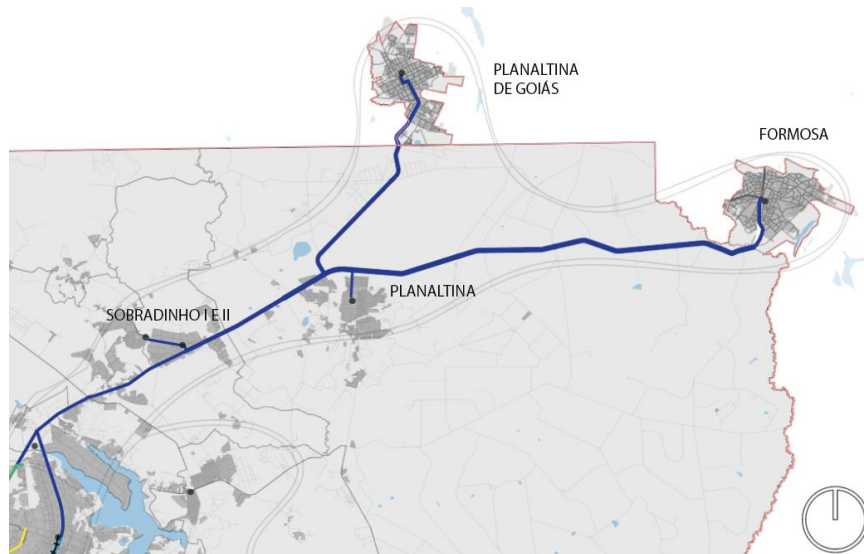 PLANALTINA
DE GOIÁS
FORMOSA
PLANALTINA
SOBRADINHO I E II